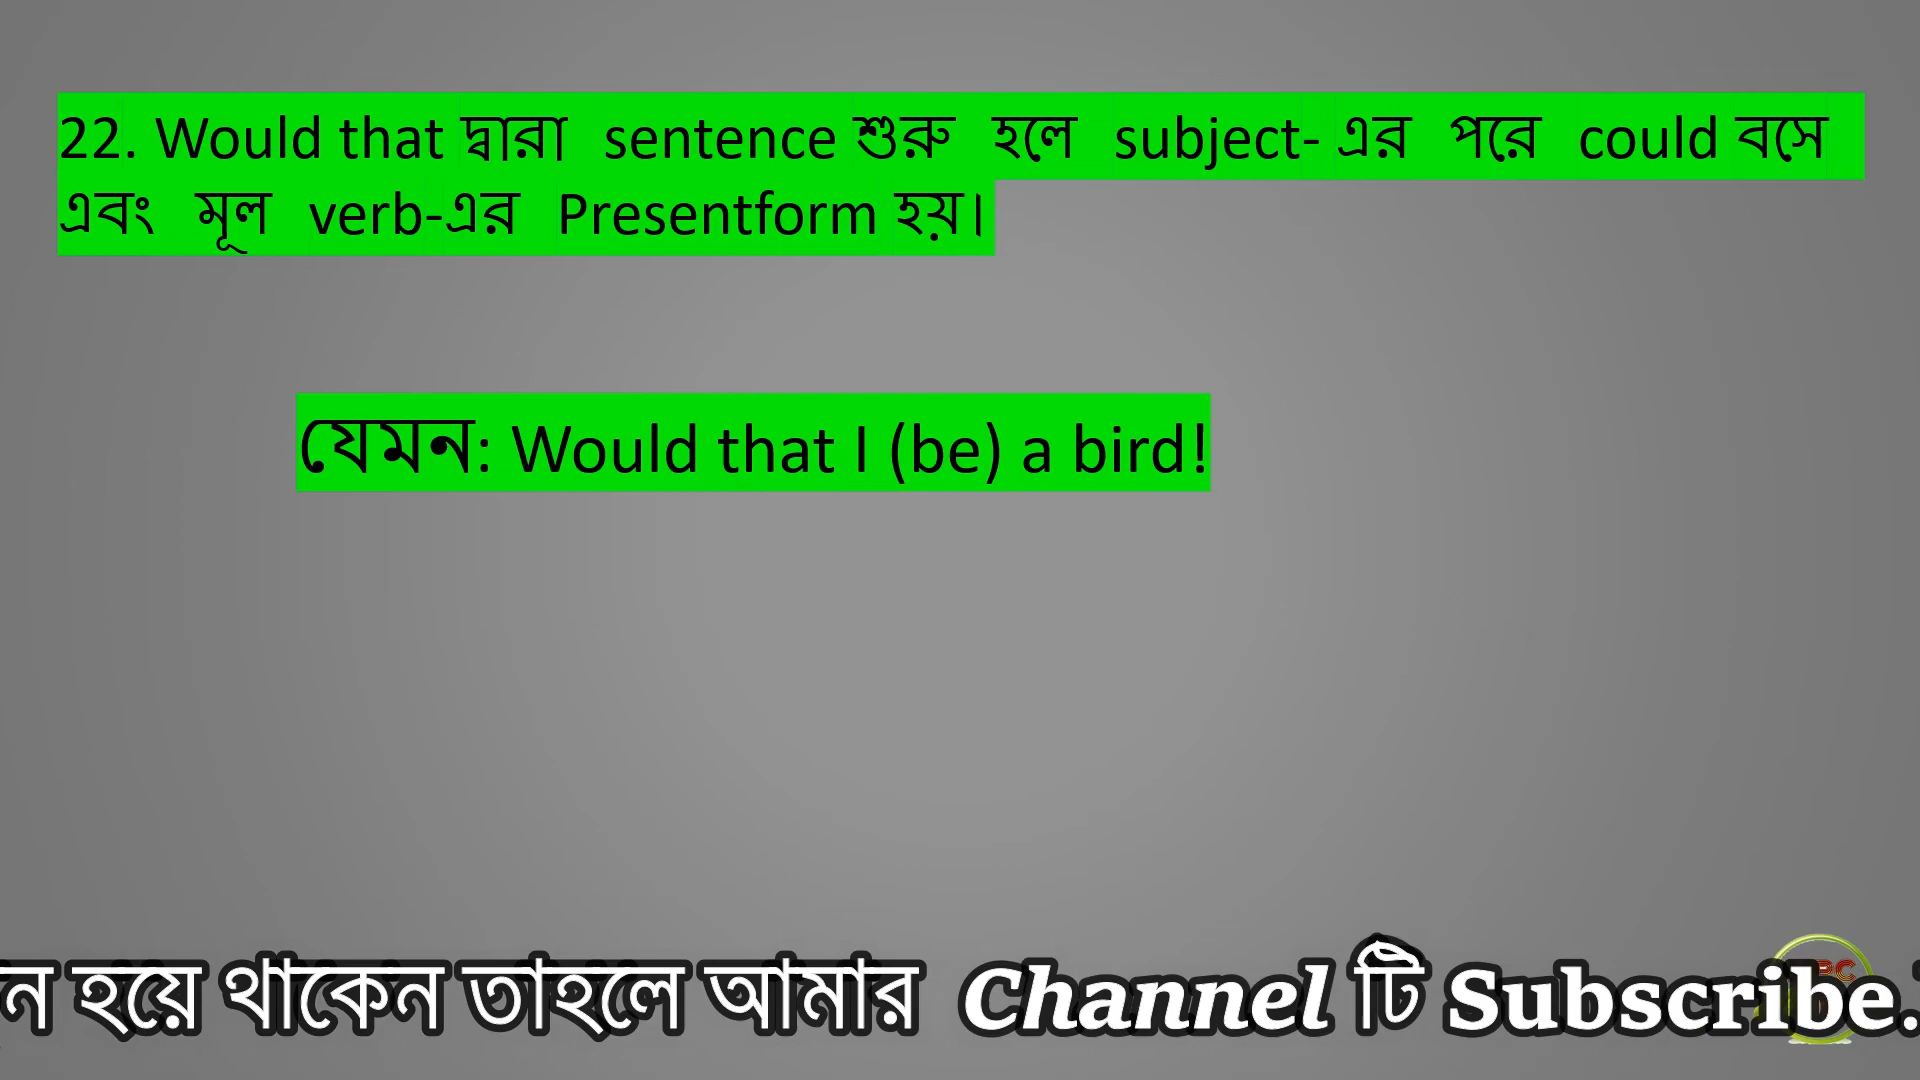 22. Would that দ্বারা sentence শুরু হলে subject- এর পরে could বসে
এবং মূল verb-এর Presentform হয়।
যেমন: Would that I (be) a bird!
ন হয়ে থাকেন তাহলে আমার Channel টি Subscribe.